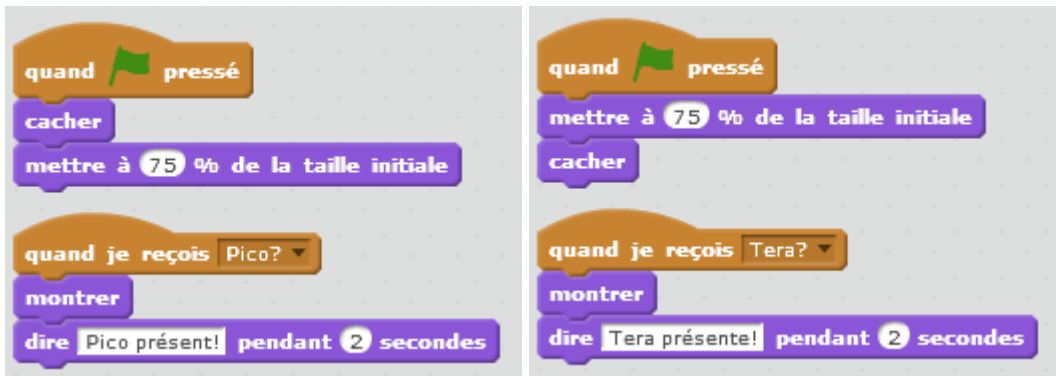 quand pressé
cacher
mettre à 75 % de la taille initiale
quand je reçois Pico?
montrer
dire Pico présent! pendant 2 secondes
quand pressé
mettre à 75 % de la taille initiale
cacher
quand je reçois Tera?
montrer
dire Tera présente! pendant 2 secondes